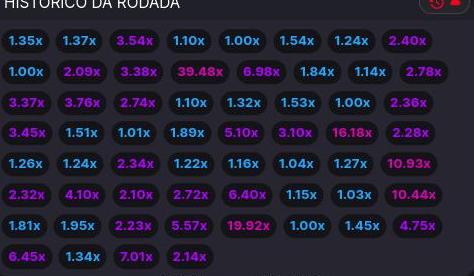 HISTÓRICO DA RODADA
1.35x 1.37x 3.54x 1.10x 1.00x 1.54x 1.24x 2.40x
1.00x 2.09x 3.38x 39.48x 6.98x 1.84x 1.14x 2.78x
3.37x 3.76x 2.74x 1.10x 1.32x 1.53x 1.00x 2.36x
3.45x 1.51x 1.01x 1.89x 5.10x 3.10x 16.18x 2.28x
1.26x 1.24x 2.34x 1.22x 1.16x 1.04x 1.27x 10.93x
2.32x 4.10x 2.10x 2.72x 6.40x 1.15x 1.03x 10.44x
1.81x 1.95x 2.23x 5.57x 19.92x 1.00x 1.45x 4.75x
6.45x 1.34x 7.01x 2.14x